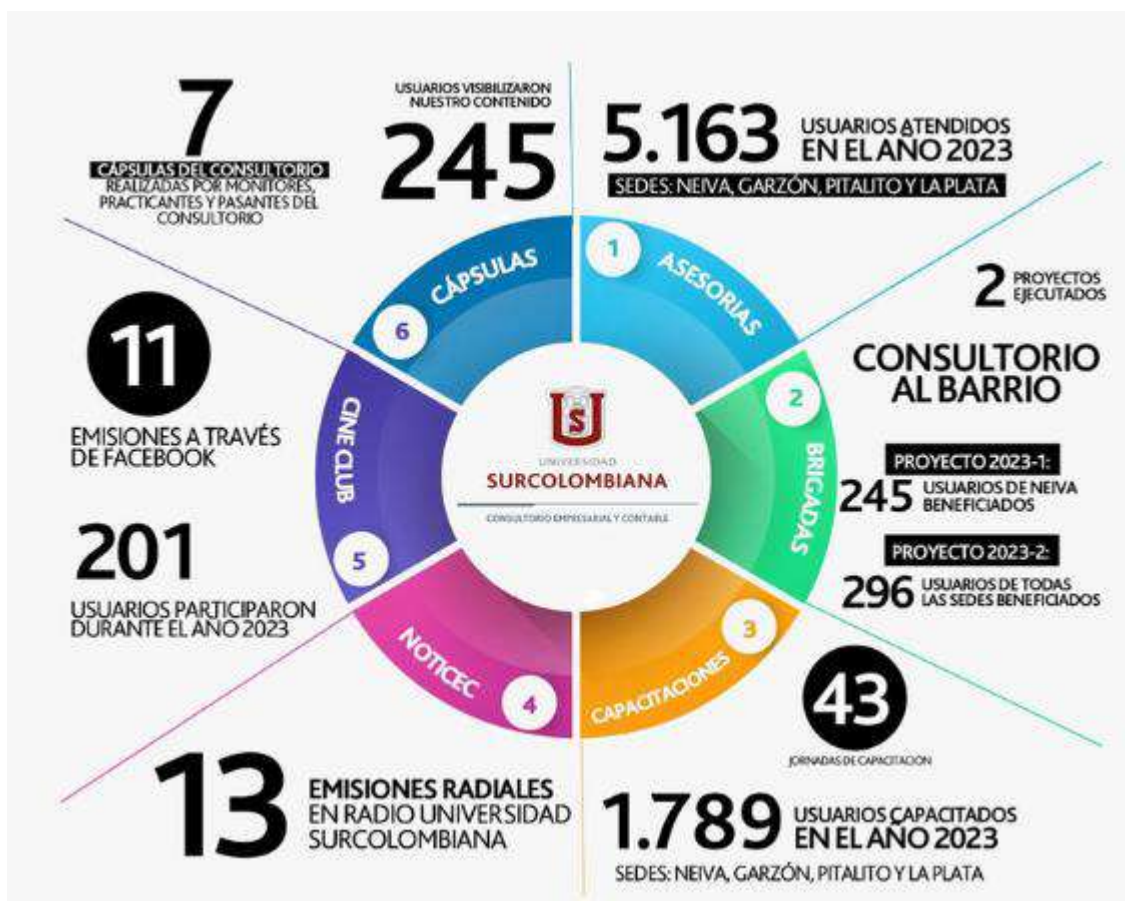 7
CÁPSULAS DEL CONSULTORIO
REALIZADAS POR MONITORES,
PRACTICANTES Y PASANTES DEL
CONSULTORIO
USUARIOS VISIBILIZARON
NUESTRO CONTENIDO
245
5.163
USUARIOS ATENDIDOS
EN EL AÑO 2023
SEDES: NEIVA, GARZÓN, PITALITO Y LA PLATA
1
ASESORIAS
2
PROYECTOS
EJECUTADOS
CONSULTORIO
AL BARRIO
2
BRIGADAS
PROYECTO 2023-1:
245
USUARIOS DE NEIVA
BENEFICIADOS
PROYECTO 2023-2:
296
USUARIOS DE TODAS
LAS SEDES BENEFICIADOS
3
CAPACITACIONES
43
JORNADAS DE CAPACITACIÓN
1.789
USUARIOS CAPACITADOS
EN EL AÑO 2023
SEDES: NEIVA, GARZÓN, PITALITO Y LA PLATA
4
NOTICEC
13
EMISIONES RADIALES
EN RADIO UNIVERSIDAD
SURCOLOMBIANA
5
CINE CLUB
11
EMISIONES A TRAVÉS
DE FACEBOOK
201
USUARIOS PARTICIPARON
DURANTE EL AÑO 2023
6
CÁPSULAS
US
UNIVERSIDAD
SURCOLOMBIANA
CONSULTORIO EMPRESARIAL Y CONTABLE